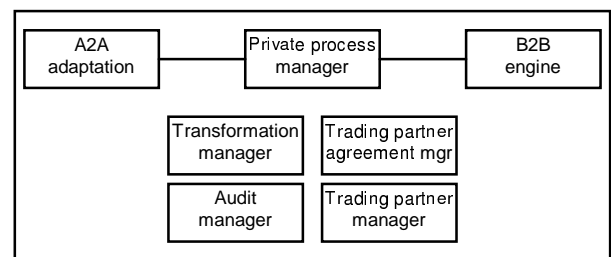 A2A
adaptation
Private process
manager
B2B
engine
Transformation
manager
Trading partner
agreement mgr
Audit
manager
Trading partner
manager